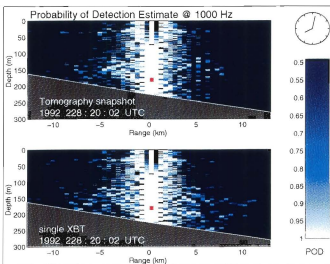 Probability of Detection Estimate @ 1000 Hz
0
50
100
150
200
250
300
Depth (m)
Tomography snapshot
1992 228 : 20 : 02 UTC
-10 -5 0 5 10
Range (km)
0
50
100
150
200
250
300
Depth (m)
single XBT
1992 226 : 20 : 02 UTC
-10 -5 0 5 10
Range (km)
0.5
0.55
0.6
0.65
0.7
0.75
0.8
0.85
0.9
0.95
1
POD